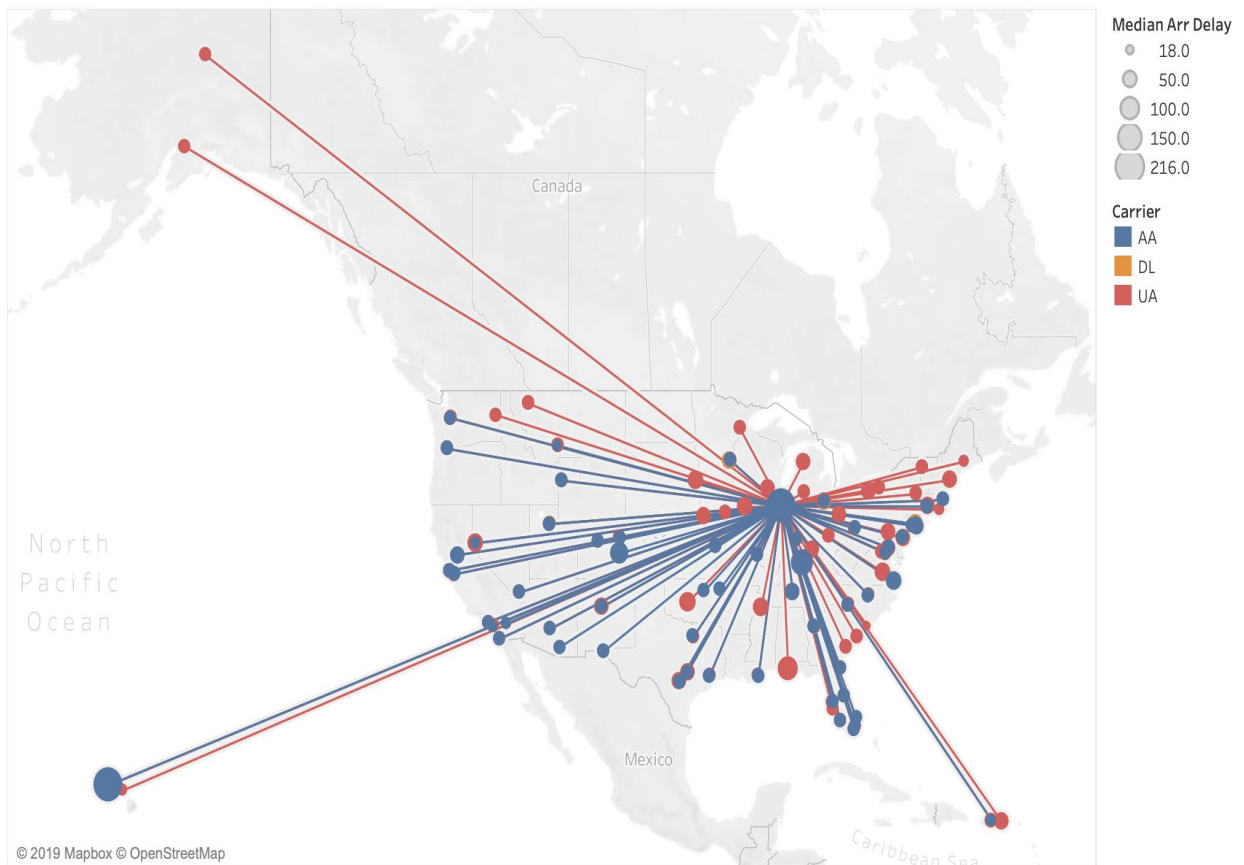 Median Arr Delay
18.0
50.0
100.0
150.0
216.0
Carrier
AA
DL
UA
Canada
North
Pacific
Ocean
Mexico
Caribbean Sea
© 2019 Mapbox © OpenStreetMap